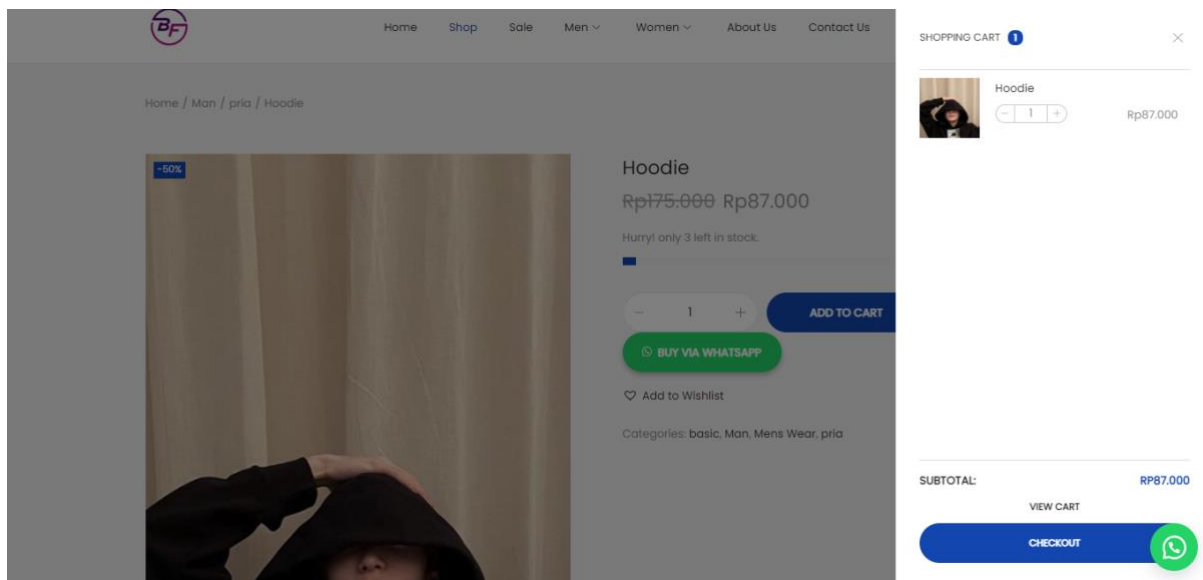 BF
Home Shop Sale Men Women About Us Contact Us
Home / Man / pria / Hoodie
-50%
Hoodie
Rp175.000 Rp87.000
Hurry! only 3 left in stock.
- 1 + ADD TO CART
BUY VIA WHATSAPP
Add to Wishlist
Categories: basic, Man, Mens Wear, pria
SHOPPING CART 1
Hoodie
- 1 + Rp87.000
SUBTOTAL: RP87.000
VIEW CART
CHECKOUT